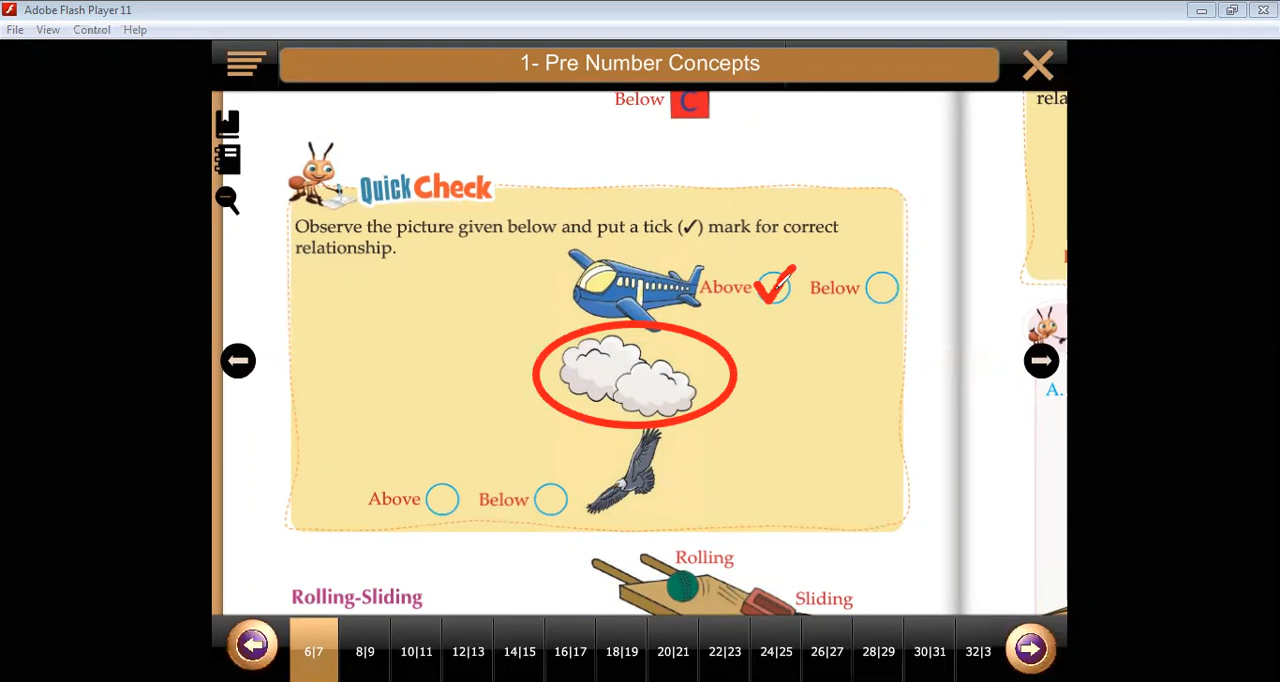 Adobe Flash Player 11
File View Control Help
1- Pre Number Concepts
Below C
rela
Quick Check
Observe the picture given below and put a tick (✓) mark for correct
relationship.
Above Below
A.
Above Below
Rolling
Rolling-Sliding
Sliding
6|7 8|9 10|11 12|13 14|15 16|17 18|19 20|21 22|23 24|25 26|27 28|29 30|31 32|3